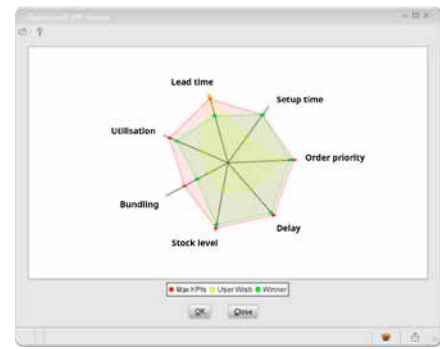 Lead time
Setup time
Utilisation
Order priority
Bundling
Delay
Stock level
Max KPIs User Wish Winner
OK Close